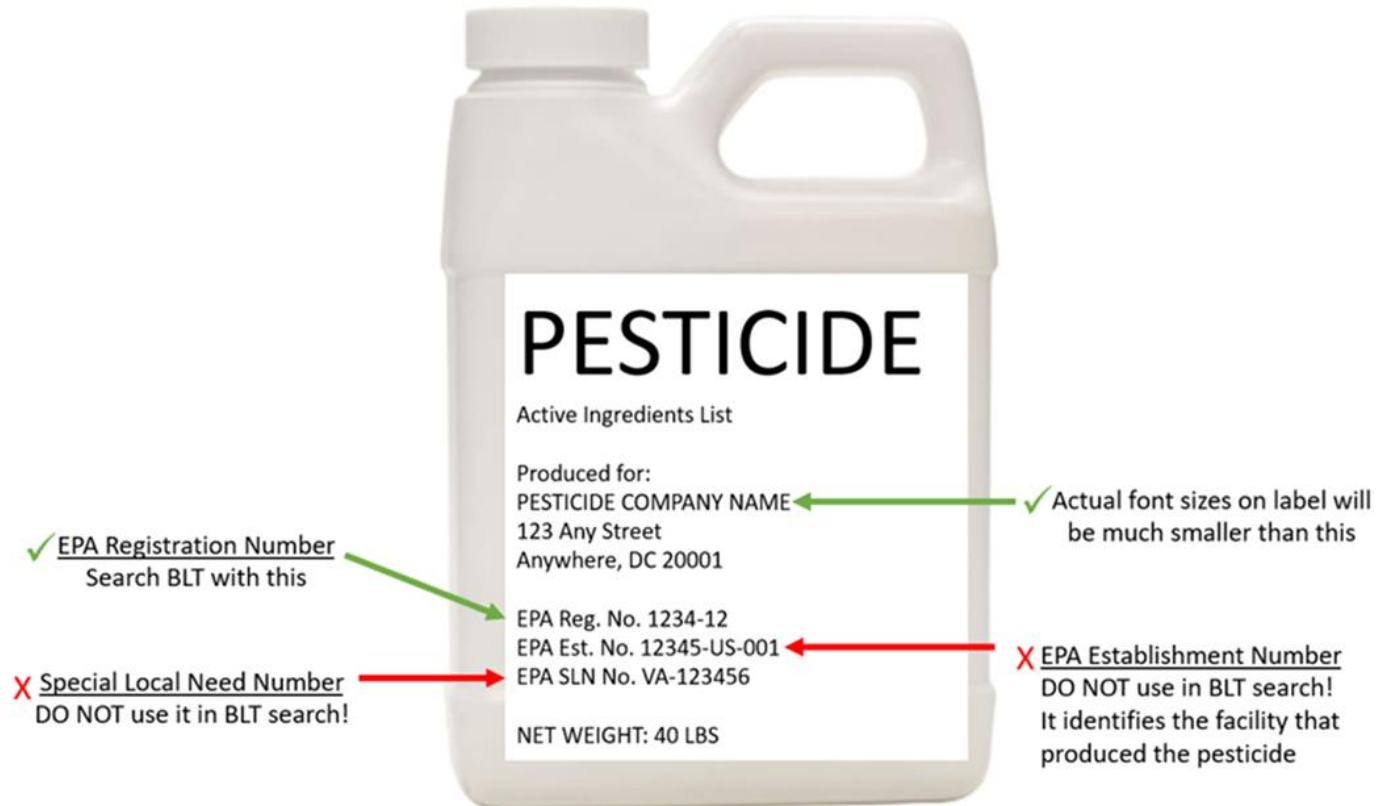 PESTICIDE
Active Ingredients List
Produced for:
PESTICIDE COMPANY NAME
123 Any Street
Anywhere, DC 20001
EPA Reg. No. 1234-12
EPA Est. No. 12345-US-001
EPA SLN No. VA-123456
NET WEIGHT: 40 LBS
✓ EPA Registration Number
Search BLT with this
X Special Local Need Number
DO NOT use it in BLT search!
✓ Actual font sizes on label will
be much smaller than this
X EPA Establishment Number
DO NOT use in BLT search!
It identifies the facility that
produced the pesticide